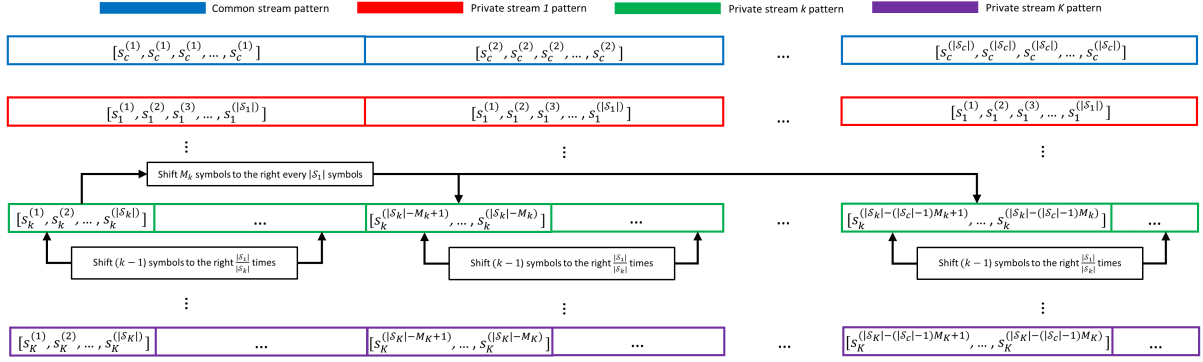 Common stream pattern Private stream 1 pattern Private stream k pattern Private stream K pattern
[s_c^{(1)}, s_c^{(1)}, s_c^{(1)}, … , s_c^{(1)}] [s_c^{(2)}, s_c^{(2)}, s_c^{(2)}, … , s_c^{(2)}] ... [s_c^{(|𝒮_c|)}, s_c^{(|𝒮_c|)}, s_c^{(|𝒮_c|)}, … , s_c^{(|𝒮_c|)}]
[s_1^{(1)}, s_1^{(2)}, s_1^{(3)}, … , s_1^{(|𝒮_1|)}] [s_1^{(1)}, s_1^{(2)}, s_1^{(3)}, … , s_1^{(|𝒮_1|)}] ... [s_1^{(1)}, s_1^{(2)}, s_1^{(3)}, … , s_1^{(|𝒮_1|)}]
⋮ ⋮ ⋮
Shift M_k symbols to the right every |𝒮_1| symbols
[s_k^{(1)}, s_k^{(2)}, … , s_k^{(|𝒮_k|)}] ... [s_k^{(|𝒮_k|−M_k+1)}, … , s_k^{(|𝒮_k|−M_k)}] ... ... [s_k^{(|𝒮_k|−(|𝒮_c|−1)M_k+1)}, … , s_k^{(|𝒮_k|−(|𝒮_c|−1)M_k)}] ...
Shift (k − 1) symbols to the right |𝒮_1|/|𝒮_k| times Shift (k − 1) symbols to the right |𝒮_1|/|𝒮_k| times Shift (k − 1) symbols to the right |𝒮_1|/|𝒮_k| times
⋮ ⋮ ⋮
[s_K^{(1)}, s_K^{(2)}, … , s_K^{(|𝒮_K|)}] ... [s_K^{(|𝒮_K|−M_K+1)}, … , s_K^{(|𝒮_K|−M_K)}] ... ... [s_K^{(|𝒮_K|−(|𝒮_c|−1)M_K+1)}, … , s_K^{(|𝒮_K|−(|𝒮_c|−1)M_K)}] ...